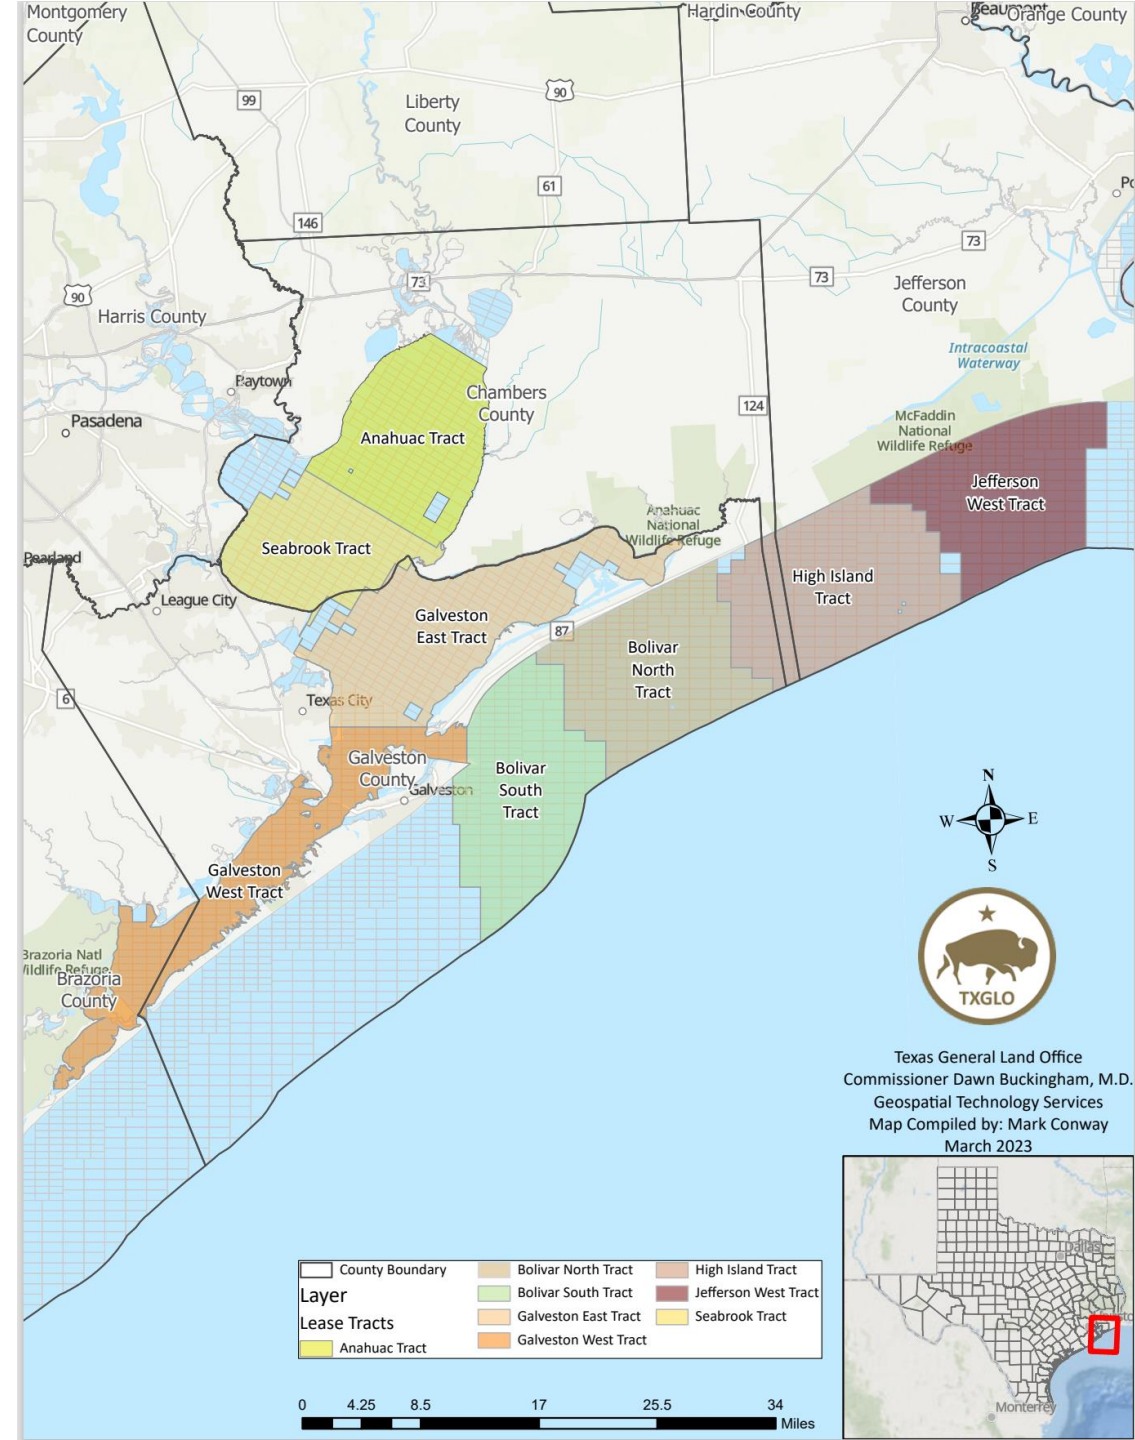 Montgomery
County
Hardin County
Beaumont
Orange County
99
Liberty
County
90
61
146
73
73
73
Jefferson
County
90
Harris County
Intracoastal
Waterway
Baytown
Chambers
County
Pasadena
124
McFaddin
National
Wildlife Refuge
Anahuac Tract
Jefferson
West Tract
Anahuac
National
Wildlife Refuge
Seabrook Tract
Pearland
High Island
Tract
League City
Galveston
East Tract
87
Bolivar
North
Tract
6
Texas City
Galveston
County
Galveston
Bolivar
South
Tract
N
W
E
S
Galveston
West Tract
Brazoria Natl
Wildlife Refuge
Brazoria
County
TXGLO
Texas General Land Office
Commissioner Dawn Buckingham, M.D.
Geospatial Technology Services
Map Compiled by: Mark Conway
March 2023
County Boundary
Layer
Lease Tracts
Anahuac Tract
Bolivar North Tract
Bolivar South Tract
Galveston East Tract
Galveston West Tract
High Island Tract
Jefferson West Tract
Seabrook Tract
Dallas
Monterrey
0 4.25 8.5 17 25.5 34
Miles